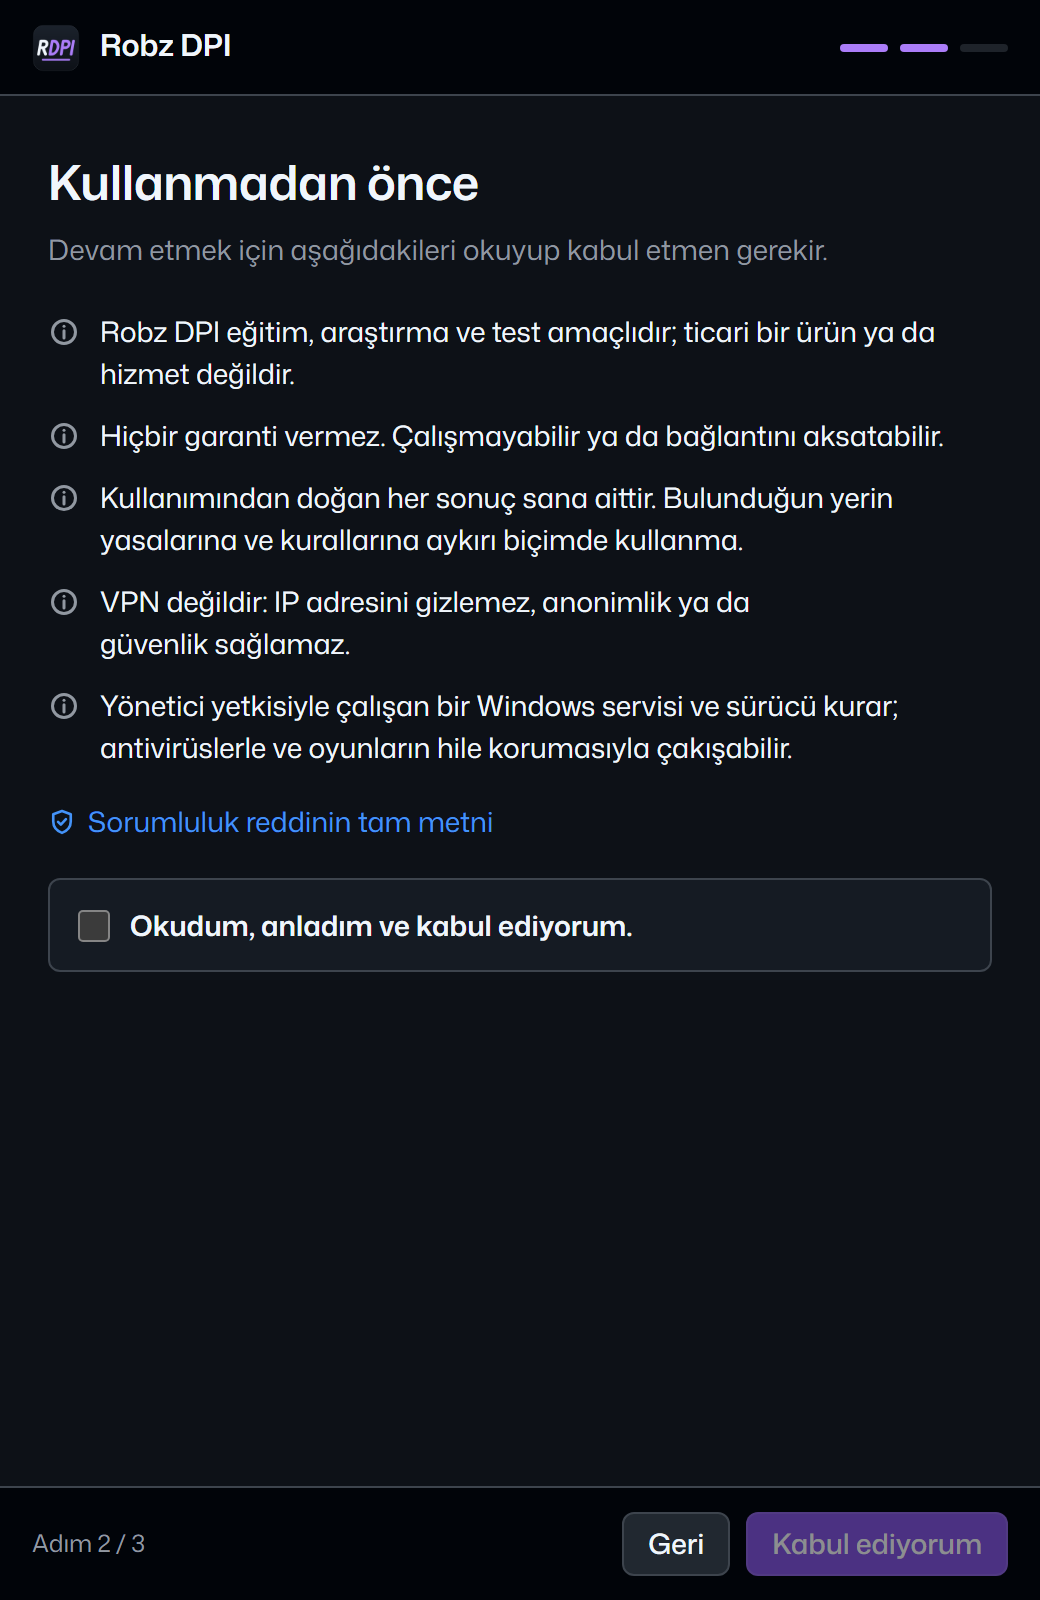 RDPI
Robz DPI
Kullanmadan önce
Devam etmek için aşağıdakileri okuyup kabul etmen gerekir.
Robz DPI eğitim, araştırma ve test amaçlıdır; ticari bir ürün ya da
hizmet değildir.
Hiçbir garanti vermez. Çalışmayabilir ya da bağlantını aksatabilir.
Kullanımından doğan her sonuç sana aittir. Bulunduğun yerin
yasalarına ve kurallarına aykırı biçimde kullanma.
VPN değildir: IP adresini gizlemez, anonimlik ya da
güvenlik sağlamaz.
Yönetici yetkisiyle çalışan bir Windows servisi ve sürücü kurar;
antivirüslerle ve oyunların hile korumasıyla çakışabilir.
Sorumluluk reddinin tam metni
Okudum, anladım ve kabul ediyorum.
Adım 2 / 3
Geri
Kabul ediyorum